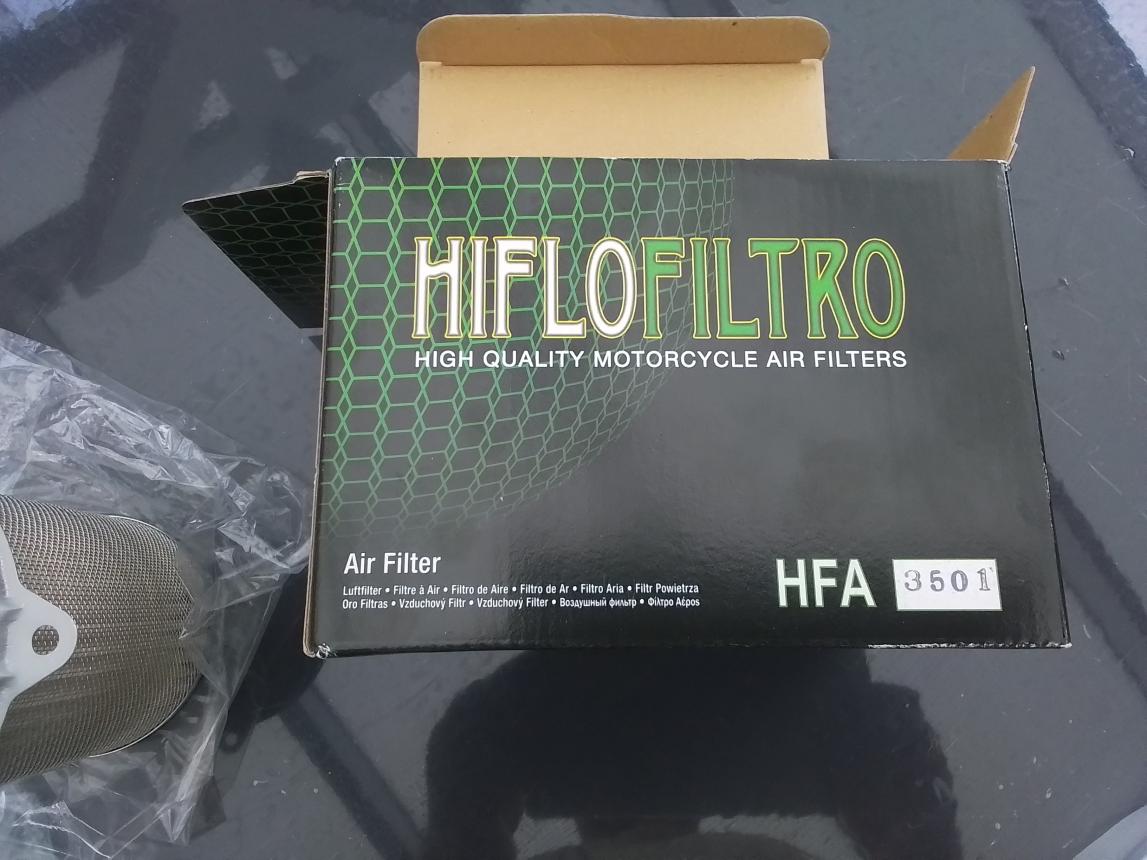 HIFLOFILTRO
HIGH QUALITY MOTORCYCLE AIR FILTERS
Air Filter
Luftfilter • Filtre à Air • Filtro de Aire • Filtro de Ar • Filtro Aria • Filtr Powietrza
Oro Filtras • Vzduchový Filtr • Vzduchový Filter • Воздушный фильтр • Φίλτρο Αέρος
HFA 3501